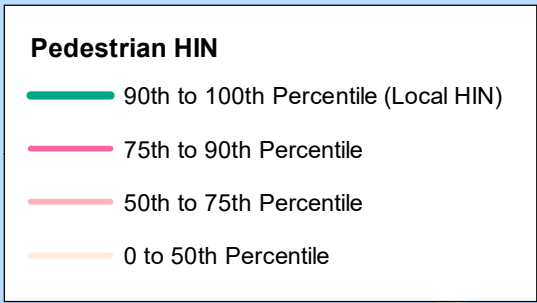 Pedestrian HIN
90th to 100th Percentile (Local HIN)
75th to 90th Percentile
50th to 75th Percentile
0 to 50th Percentile